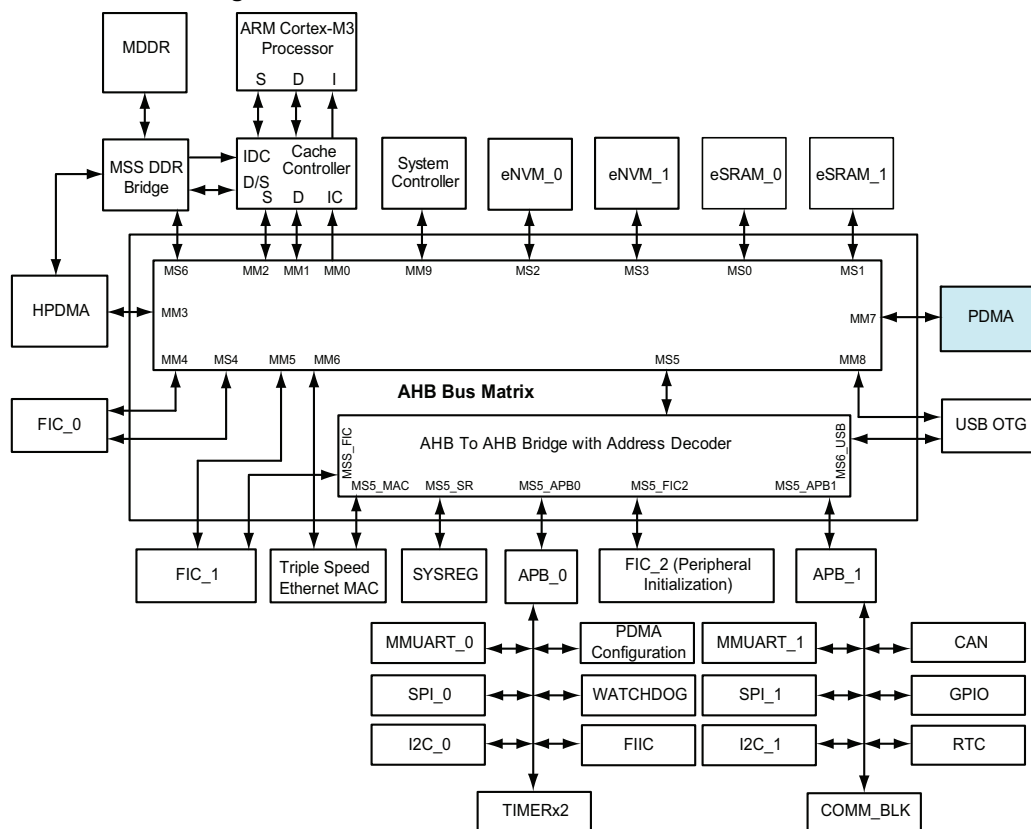 MDDR
ARM Cortex-M3
Processor
S D I
MSS DDR
Bridge
IDC
Cache
Controller
D/S
S D IC
System
Controller
eNVM_0
eNVM_1
eSRAM_0
eSRAM_1
MS6
MM2
MM1
MM0
MM9
MS2
MS3
MS0
MS1
HPDMA
MM3
MM7
PDMA
MM4
MS4
MM5
MM6
MS5
MM8
AHB Bus Matrix
FIC_0
USB OTG
MSS_FIC
AHB To AHB Bridge with Address Decoder
MS6_USB
MS5_MAC
MS5_SR
MS5_APB0
MS5_FIC2
MS5_APB1
FIC_1
Triple Speed
Ethernet MAC
SYSREG
APB_0
FIC_2 (Peripheral
Initialization)
APB_1
MMUART_0
PDMA
Configuration
MMUART_1
CAN
SPI_0
WATCHDOG
SPI_1
GPIO
I2C_0
FIIC
I2C_1
RTC
TIMERx2
COMM_BLK